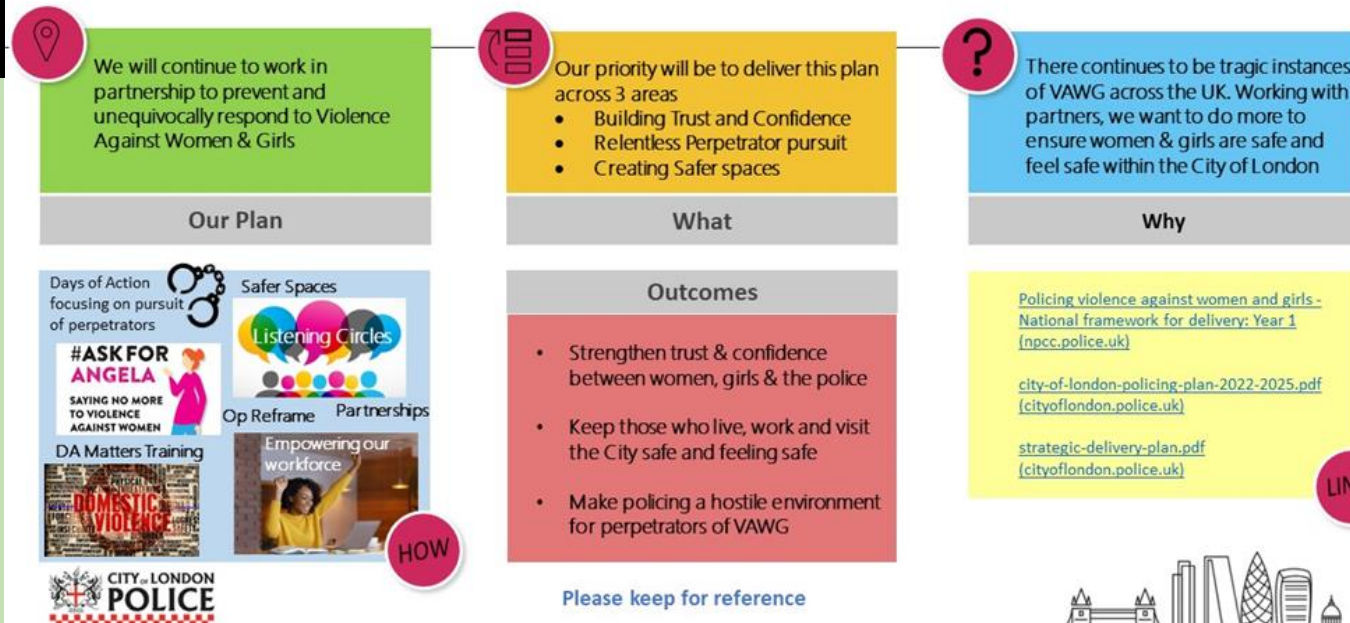 We will continue to work in
partnership to prevent and
unequivocally respond to Violence
Against Women & Girls
Our Plan
Our priority will be to deliver this plan
across 3 areas
• Building Trust and Confidence
• Relentless Perpetrator pursuit
• Creating Safer spaces
What
?
There continues to be tragic instances
of VAWG across the UK. Working with
partners, we want to do more to
ensure women & girls are safe and
feel safe within the City of London
Why
Days of Action
focusing on pursuit
of perpetrators
Safer Spaces
Listening Circles
#ASK FOR
ANGELA
SAYING NO MORE
TO VIOLENCE
AGAINST WOMEN
Op Reframe
Partnerships
DA Matters Training
DOMESTIC
VIOLENCE
Empowering our
workforce
HOW
CITY OF LONDON
POLICE
Outcomes
• Strengthen trust & confidence
between women, girls & the police
• Keep those who live, work and visit
the City safe and feeling safe
• Make policing a hostile environment
for perpetrators of VAWG
Please keep for reference
Policing violence against women and girls -
National framework for delivery: Year 1
(npcc.police.uk)
city-of-london-policing-plan-2022-2025.pdf
(cityoflondon.police.uk)
strategic-delivery-plan.pdf
(cityoflondon.police.uk)